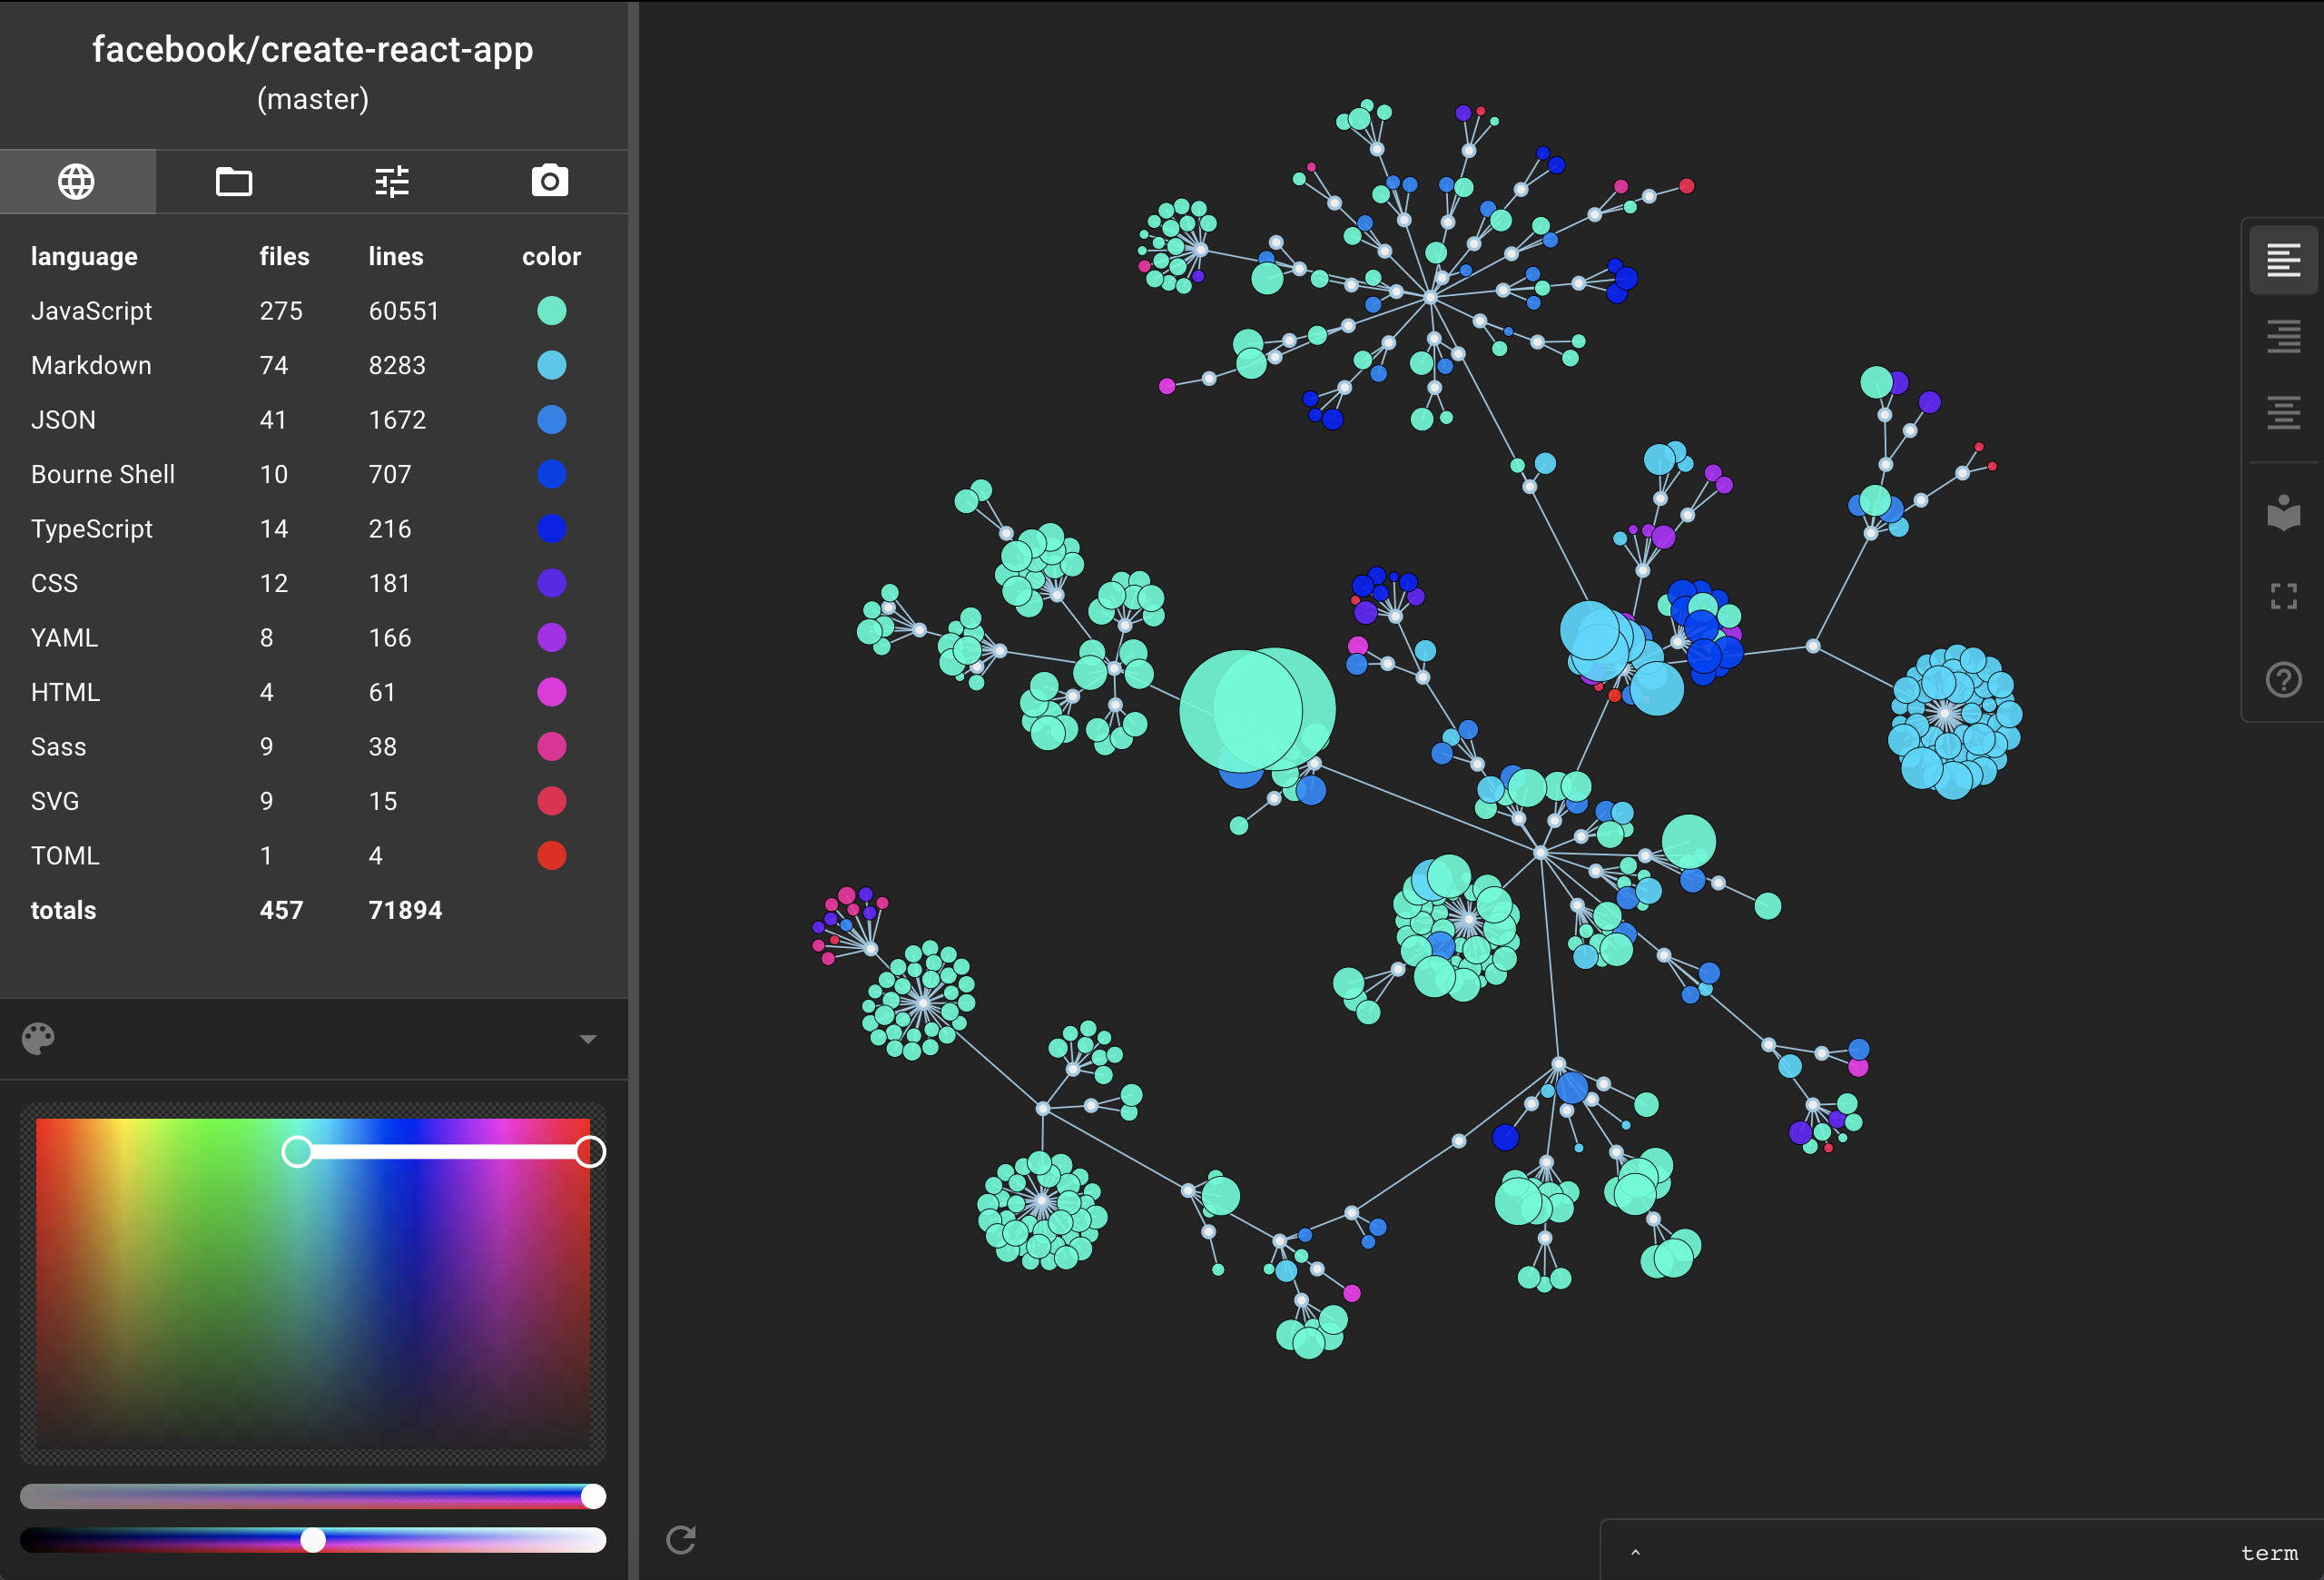 facebook/create-react-app
(master)
language files lines color
JavaScript 275 60551
Markdown 74 8283
JSON 41 1672
Bourne Shell 10 707
TypeScript 14 216
CSS 12 181
YAML 8 166
HTML 4 61
Sass 9 38
SVG 9 15
TOML 1 4
totals 457 71894
^ term